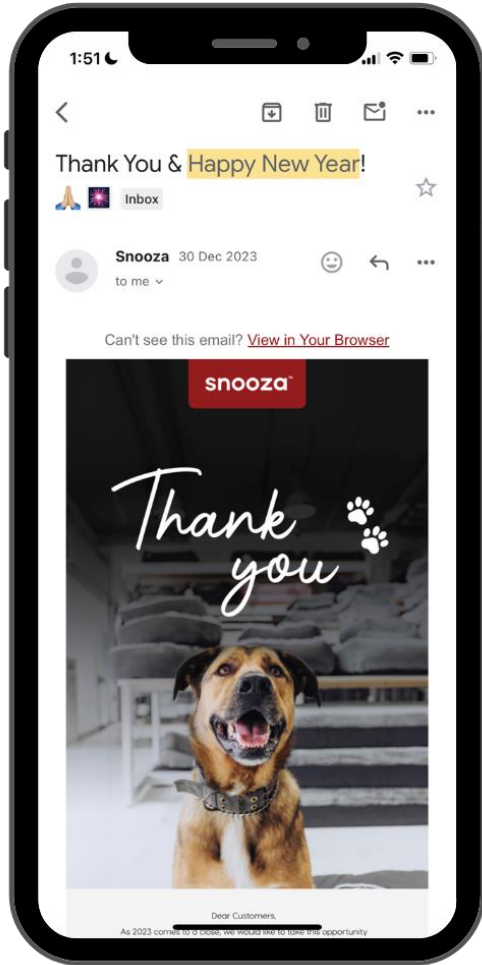 1:51
Thank You & Happy New Year!
Inbox
Snooza 30 Dec 2023
to me
Can't see this email? View in Your Browser
snooza™
Thank
you
Dear Customers,
As 2023 comes to a close, we would like to take this opportunity